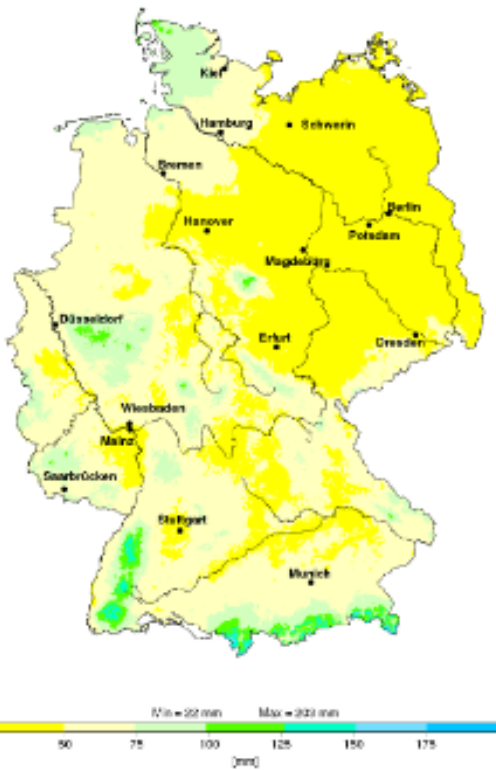 Kiel
Hamburg
Schwerin
Bremen
Berlin
Hanover
Potsdam
Magdeburg
Düsseldorf
Erfurt
Dresden
Wiesbaden
Mainz
Saarbrücken
Stuttgart
Munich
Min = 22 mm Max = 203 mm
50 75 100 125 150 175
[mm]